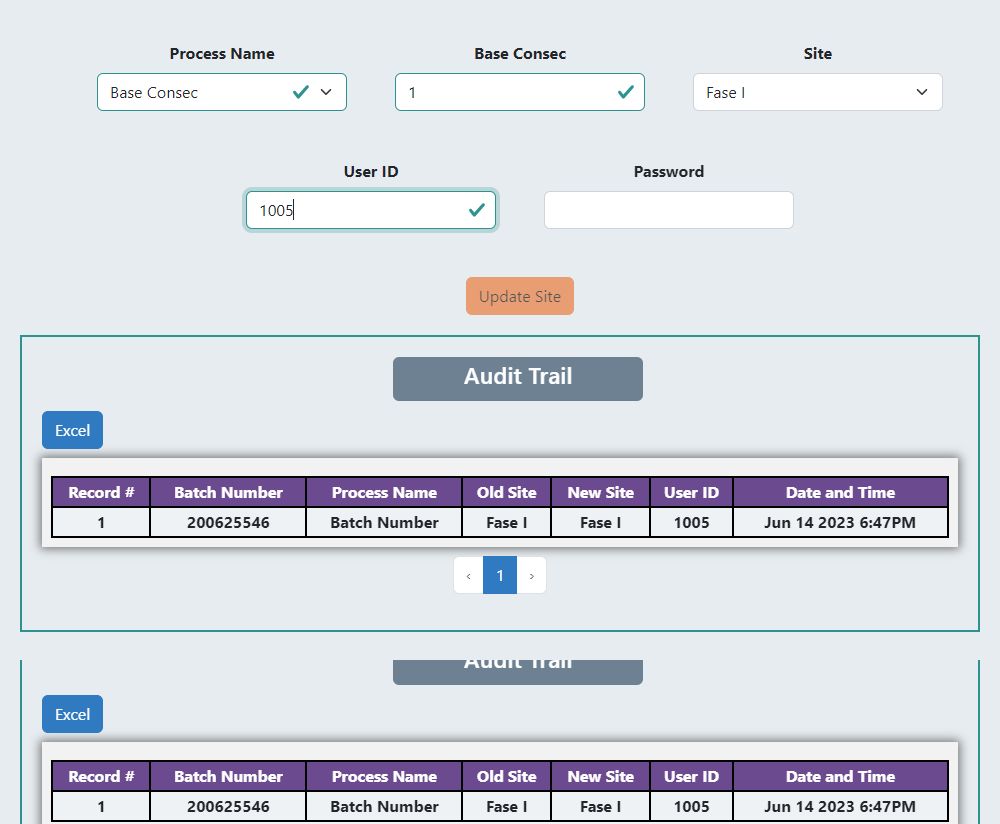 Process Name Base Consec Site
Base Consec 1 Fase I
User ID Password
1005
Update Site
Audit Trail
Excel
Record # Batch Number Process Name Old Site New Site User ID Date and Time
1 200625546 Batch Number Fase I Fase I 1005 Jun 14 2023 6:47PM
‹ 1 ›
Audit Trail
Excel
Record # Batch Number Process Name Old Site New Site User ID Date and Time
1 200625546 Batch Number Fase I Fase I 1005 Jun 14 2023 6:47PM